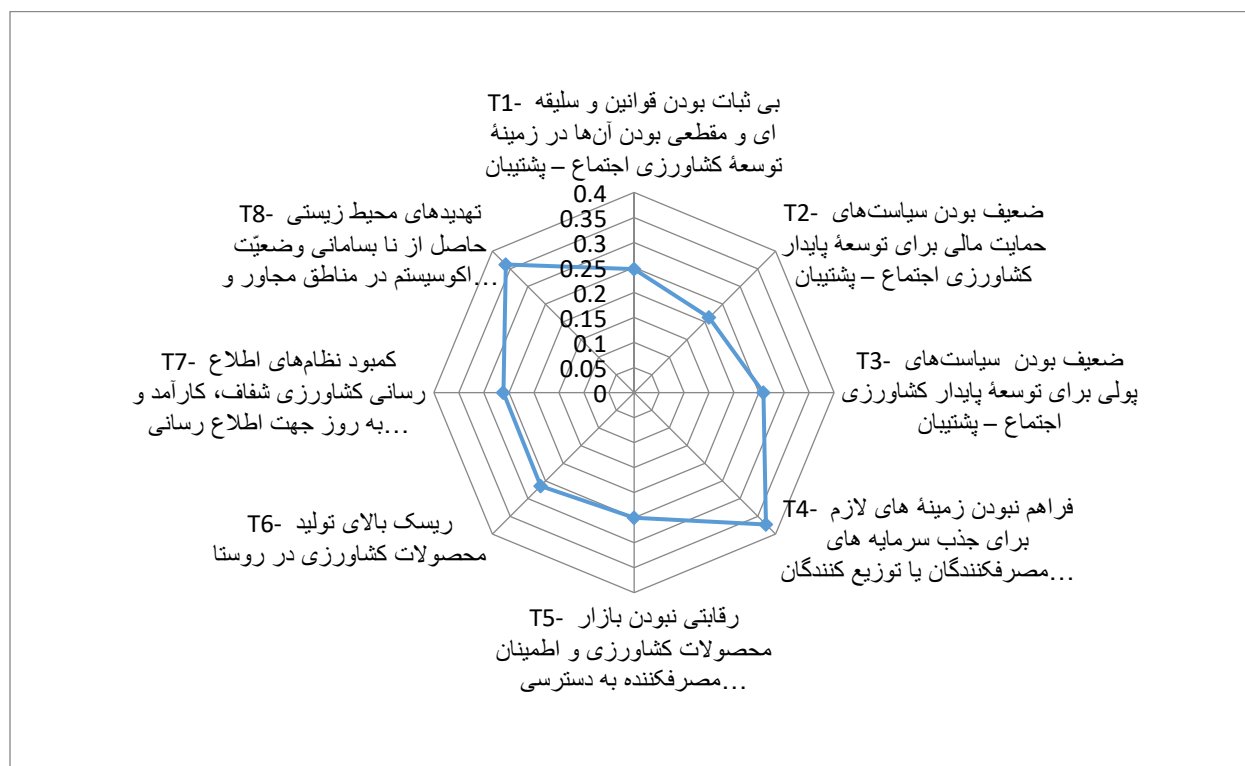 T1- بی ثبات بودن قوانین و سلیقه
ای و مقطعی بودن آن‌ها در زمینۀ
توسعۀ کشاورزی اجتماع – پشتیبان
T2- ضعیف بودن سیاست‌های
حمایت مالی برای توسعۀ پایدار
کشاورزی اجتماع – پشتیبان
T3- ضعیف بودن سیاست‌های
پولی برای توسعۀ پایدار کشاورزی
اجتماع – پشتیبان
T4- فراهم نبودن زمینۀ های لازم
برای جذب سرمایه های
مصرفکنندگان یا توزیع کنندگان...
T5- رقابتی نبودن بازار
محصولات کشاورزی و اطمینان
مصرفکننده به دسترسی...
T6- ریسک بالای تولید
محصولات کشاورزی در روستا
T7- کمبود نظام‌های اطلاع
رسانی کشاورزی شفاف، کارآمد و
به روز جهت اطلاع رسانی...
T8- تهدیدهای محیط زیستی
حاصل از نا بسامانی وضعیّت
اکوسیستم در مناطق مجاور و...
0.4
0.35
0.3
0.25
0.2
0.15
0.1
0.05
0